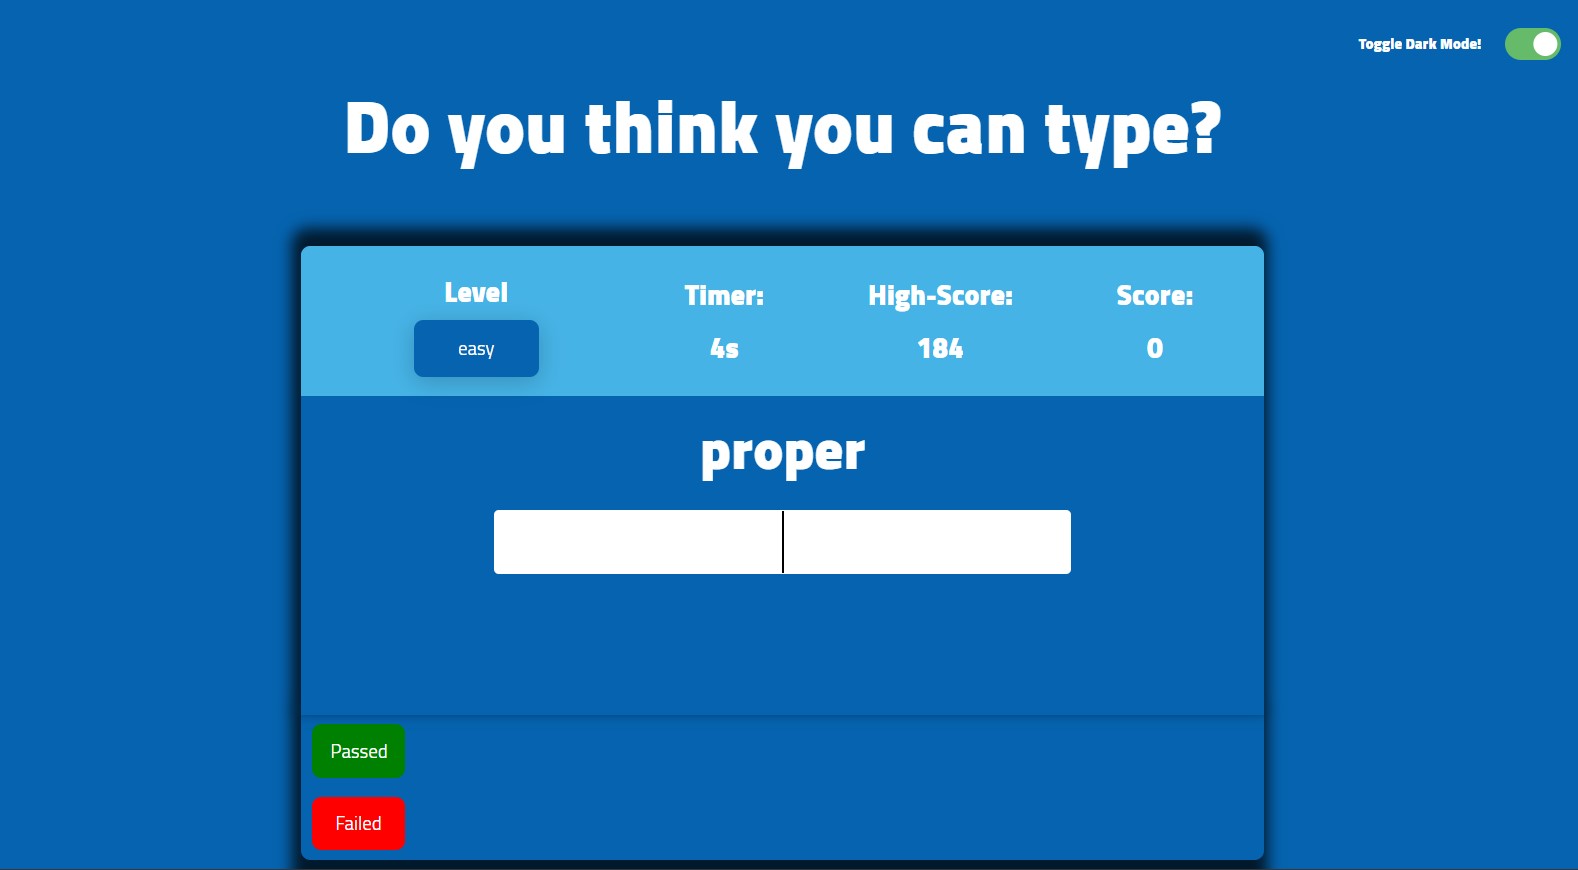 Toggle Dark Mode!
Do you think you can type?
Level
Timer:
High-Score:
Score:
easy
4s
184
0
proper
Passed
Failed